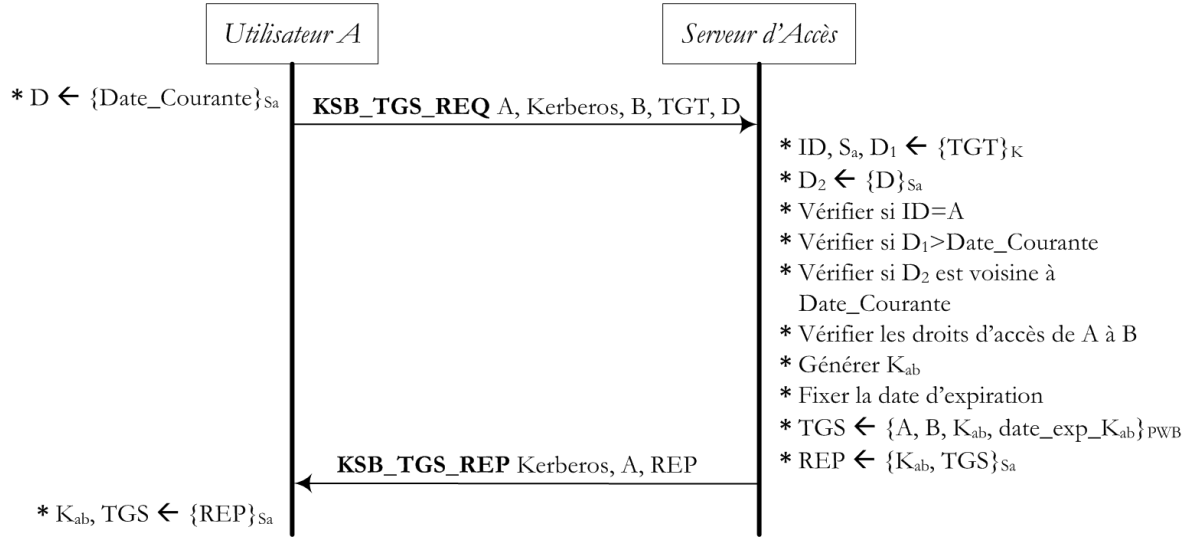 Utilisateur A
Serveur d'Accès
* D ← {Date_Courante}Sa
KSB_TGS_REQ A, Kerberos, B, TGT, D
* ID, Sa, D1 ← {TGT}K
* D2 ← {D}Sa
* Vérifier si ID=A
* Vérifier si D1>Date_Courante
* Vérifier si D2 est voisine à
Date_Courante
* Vérifier les droits d'accès de A à B
* Générer Kab
* Fixer la date d'expiration
* TGS ← {A, B, Kab, date_exp_Kab}PWB
* REP ← {Kab, TGS}Sa
KSB_TGS_REP Kerberos, A, REP
* Kab, TGS ← {REP}Sa